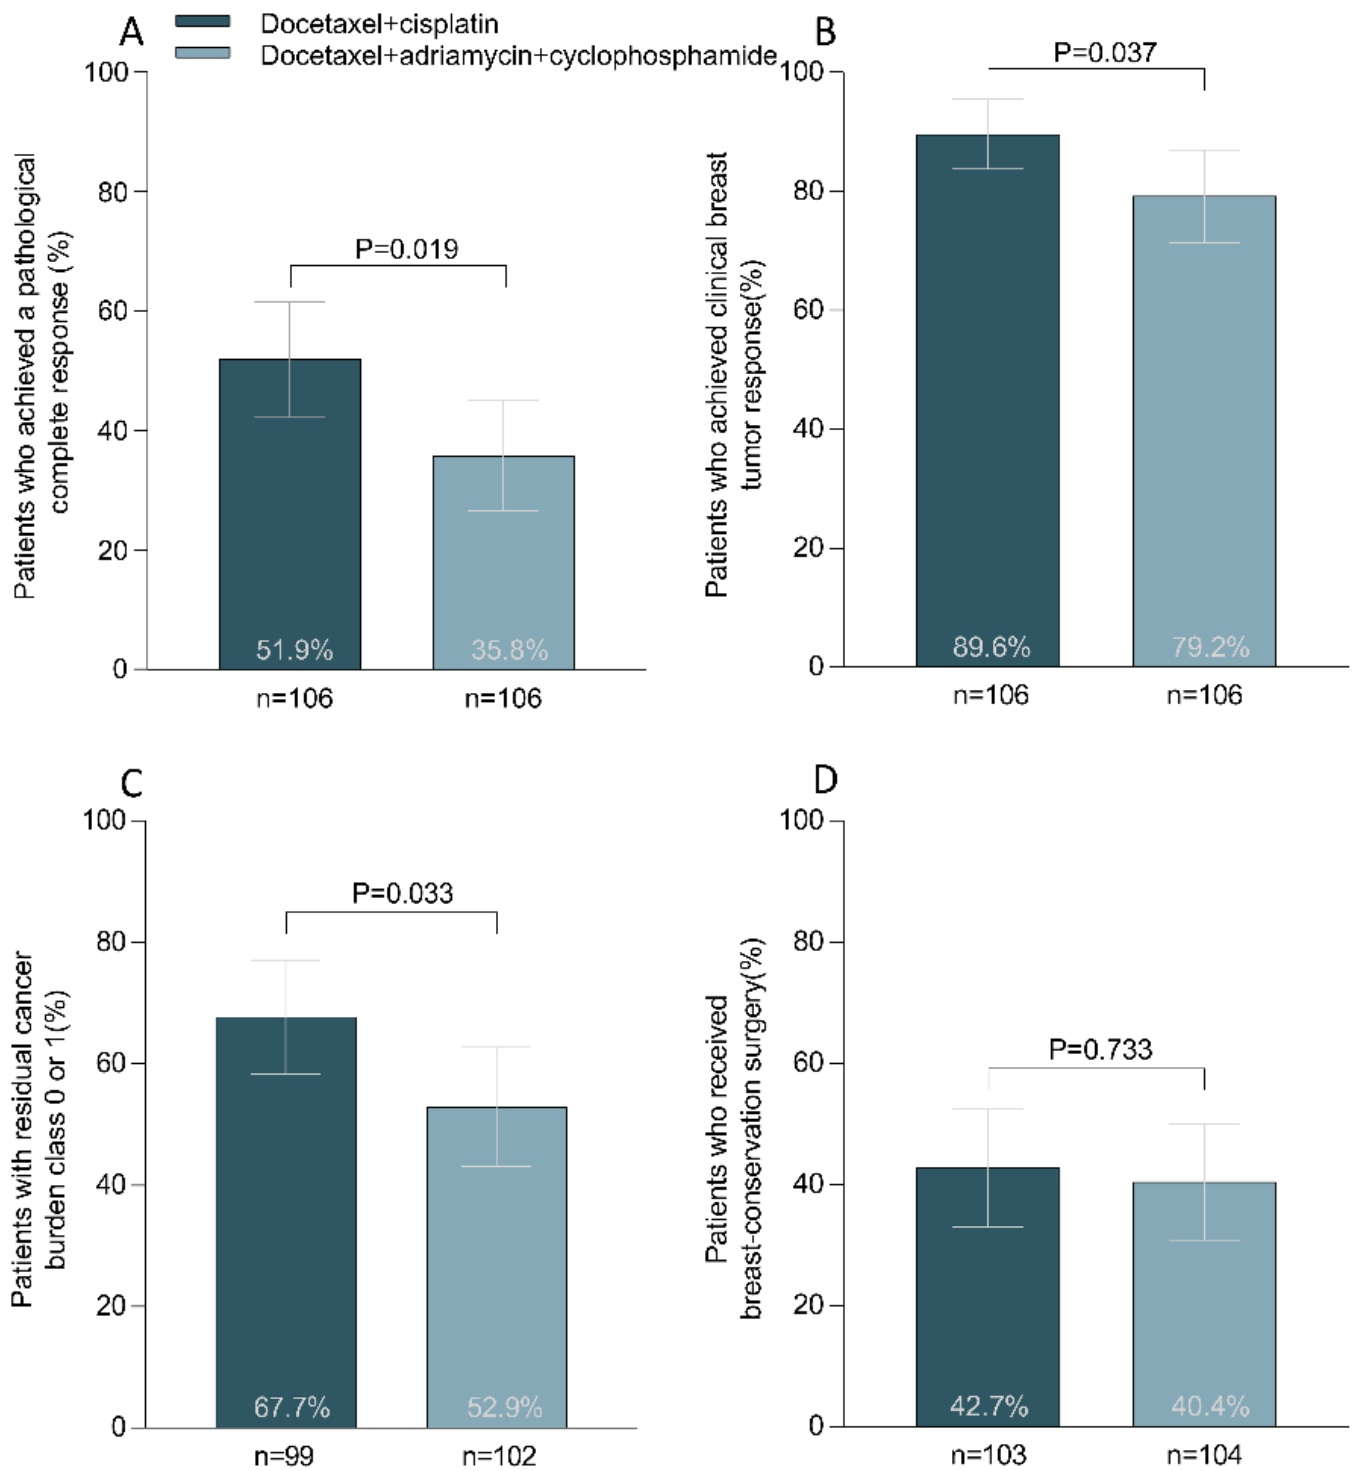 A
Docetaxel+cisplatin
Docetaxel+adriamycin+cyclophosphamide
Patients who achieved a pathological
complete response (%)
100
80
60
40
20
0
P=0.019
51.9%
35.8%
n=106
n=106
B
Patients who achieved clinical breast
tumor response(%)
100
80
60
40
20
0
P=0.037
89.6%
79.2%
n=106
n=106
C
Patients with residual cancer
burden class 0 or 1(%)
100
80
60
40
20
0
P=0.033
67.7%
52.9%
n=99
n=102
D
Patients who received
breast-conservation surgery(%)
100
80
60
40
20
0
P=0.733
42.7%
40.4%
n=103
n=104